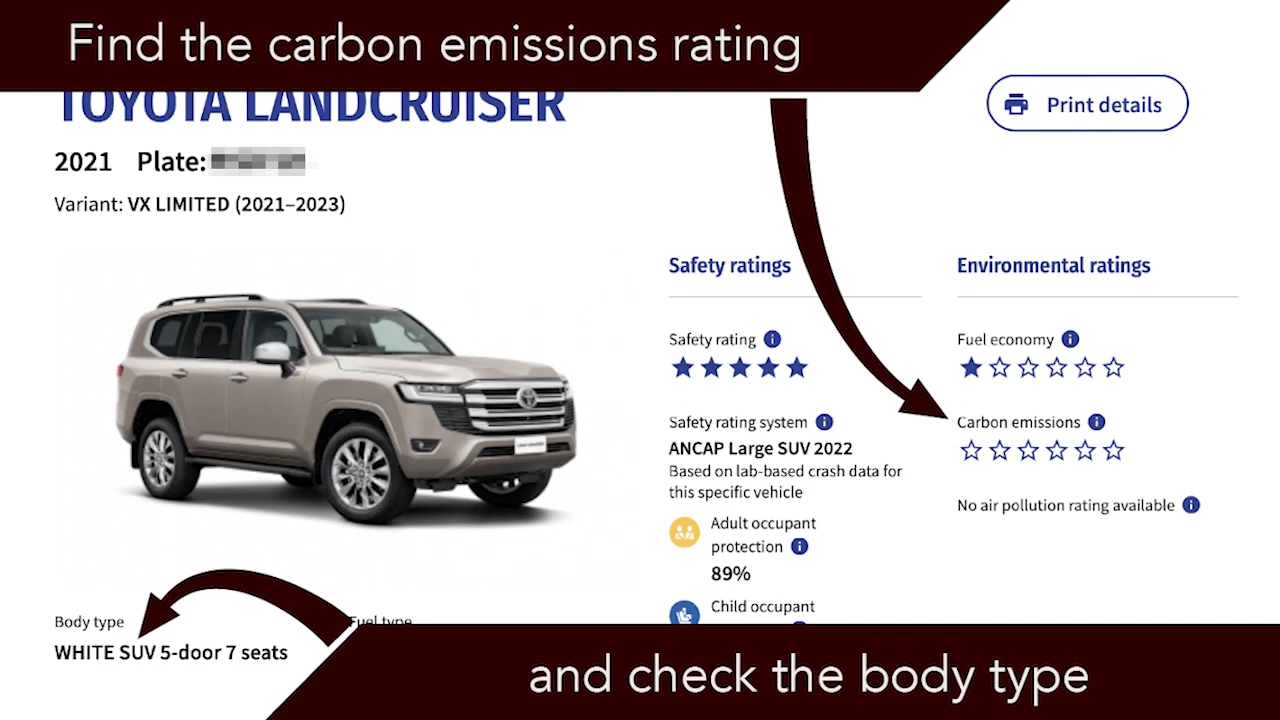 Find the carbon emissions rating
TOYOTA LANDCRUISER
Print details
2021 Plate:
Variant: VX LIMITED (2021–2023)
Safety ratings
Environmental ratings
Safety rating
Fuel economy
Safety rating system
Carbon emissions
ANCAP Large SUV 2022
Based on lab-based crash data for
this specific vehicle
No air pollution rating available
Adult occupant
protection
89%
Child occupant
Body type
Fuel type
WHITE SUV 5-door 7 seats
and check the body type